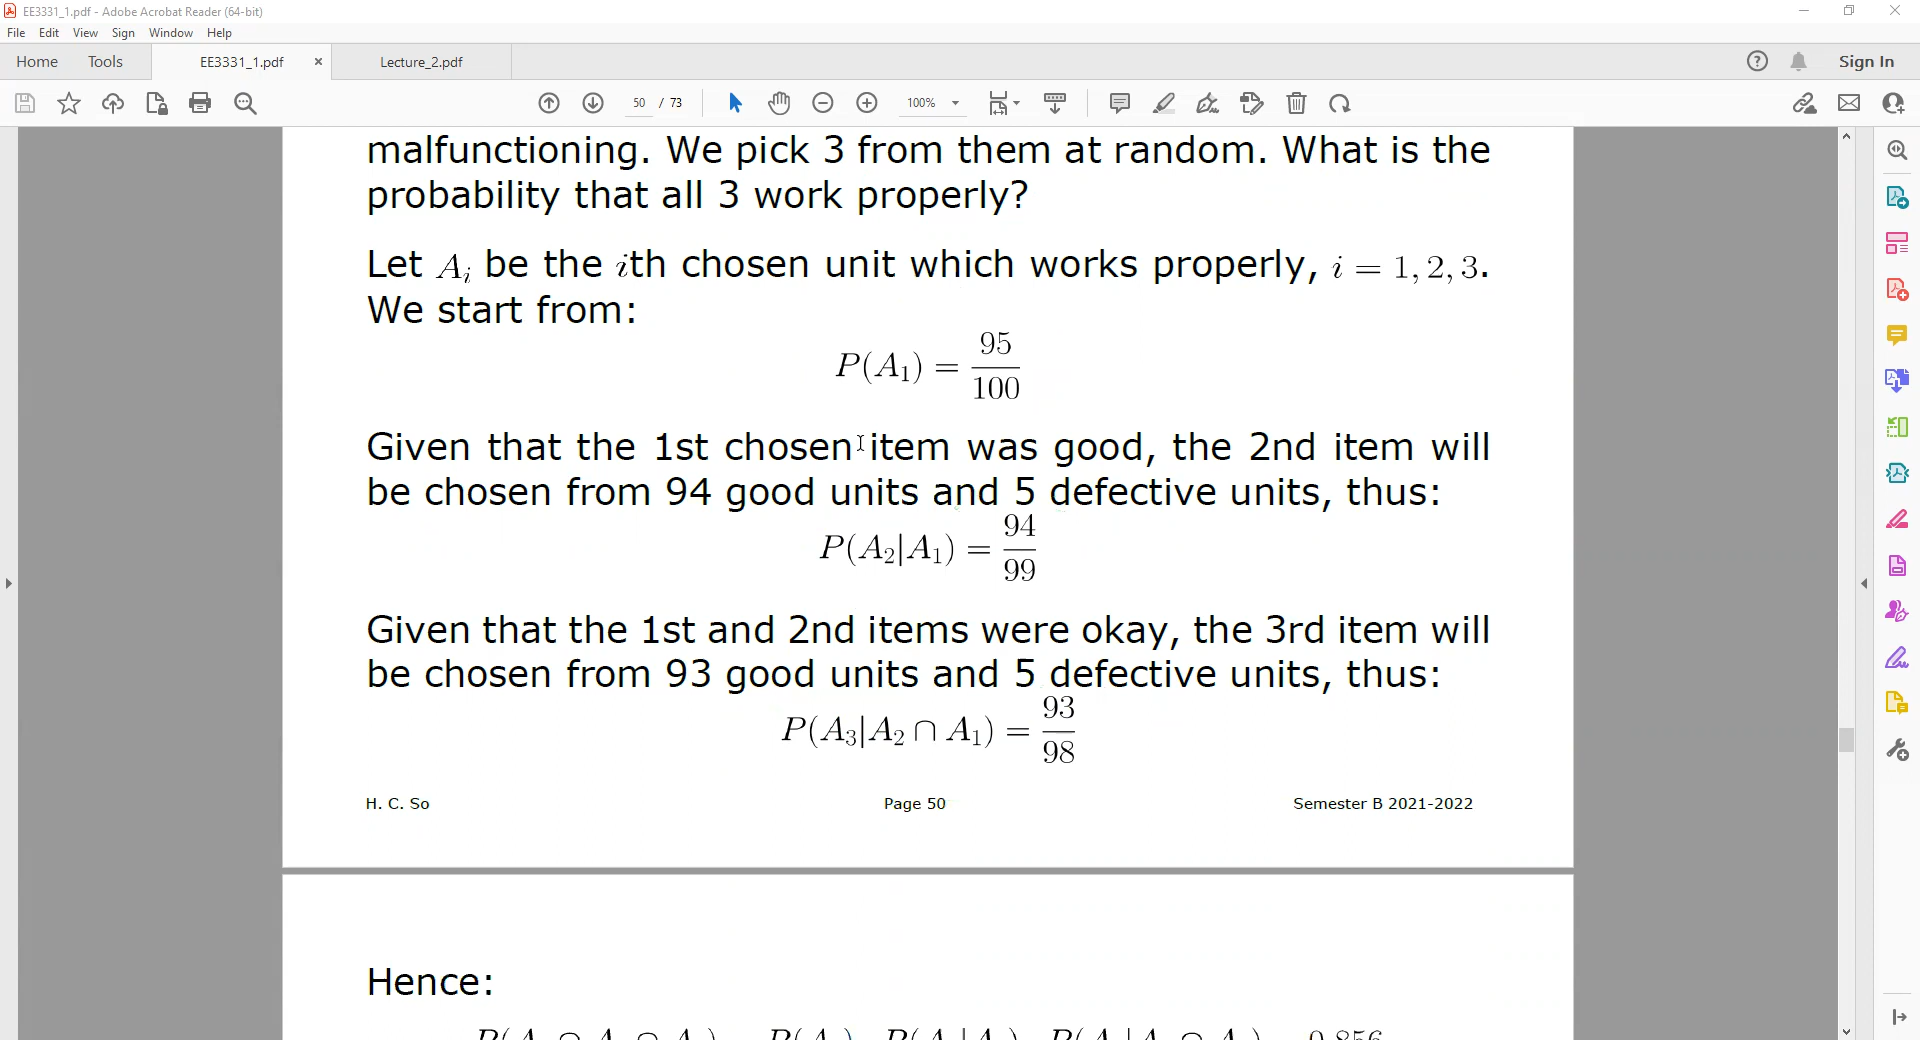 EE3331_1.pdf - Adobe Acrobat Reader (64-bit)
File Edit View Sign Window Help
Home Tools EE3331_1.pdf × Lecture_2.pdf Sign In
50 / 73 100%
malfunctioning. We pick 3 from them at random. What is the
probability that all 3 work properly?
Let A_i be the ith chosen unit which works properly, i = 1, 2, 3.
We start from:
P(A₁) = 95/100
Given that the 1st chosen item was good, the 2nd item will
be chosen from 94 good units and 5 defective units, thus:
P(A₂|A₁) = 94/99
Given that the 1st and 2nd items were okay, the 3rd item will
be chosen from 93 good units and 5 defective units, thus:
P(A₃|A₂ ∩ A₁) = 93/98
H. C. So Page 50 Semester B 2021-2022
Hence: